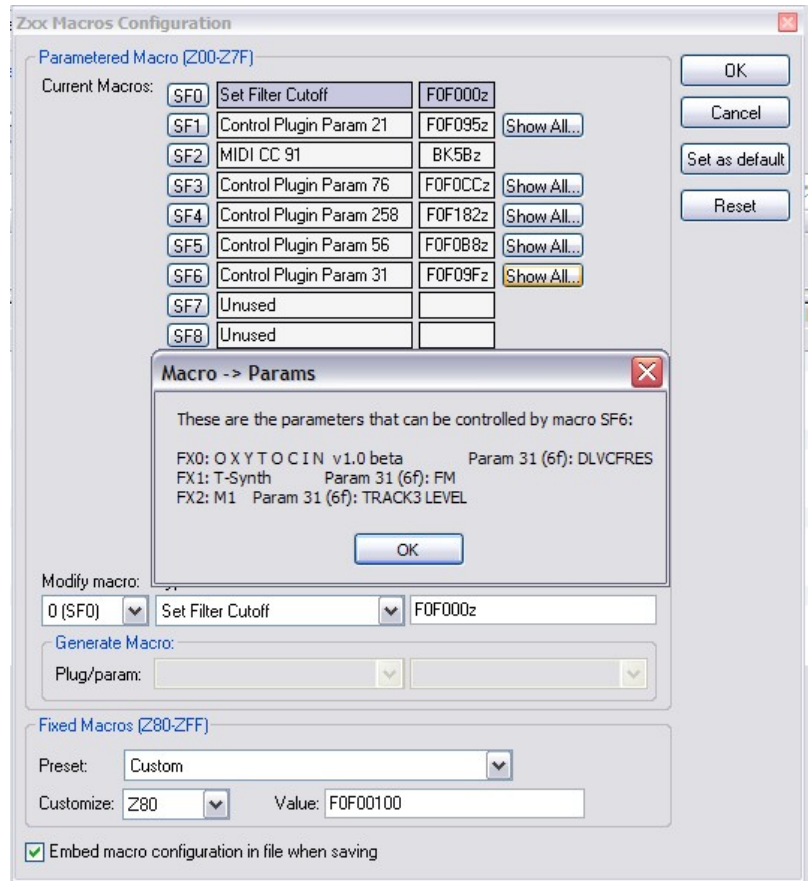 Zxx Macros Configuration
Parametered Macro (Z00-Z7F)
Current Macros:
SF0 Set Filter Cutoff F0F000z
SF1 Control Plugin Param 21 F0F095z Show All...
SF2 MIDI CC 91 BK5Bz
SF3 Control Plugin Param 76 F0F0CCz Show All...
SF4 Control Plugin Param 258 F0F182z Show All...
SF5 Control Plugin Param 56 F0F0B8z Show All...
SF6 Control Plugin Param 31 F0F09Fz Show All...
SF7 Unused
SF8 Unused
OK
Cancel
Set as default
Reset
Macro -> Params
These are the parameters that can be controlled by macro SF6:
FX0: O X Y T O C I N v1.0 beta Param 31 (6f): DLVCFRES
FX1: T-Synth Param 31 (6f): FM
FX2: M1 Param 31 (6f): TRACK3 LEVEL
OK
Modify macro:
0 (SF0) Set Filter Cutoff F0F000z
Generate Macro:
Plug/param:
Fixed Macros (Z80-ZFF)
Preset: Custom
Customize: Z80 Value: F0F00100
Embed macro configuration in file when saving